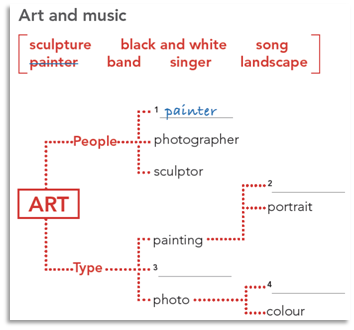 Art and music
sculpture black and white song
painter band singer landscape
1 painter
People photographer
sculptor
ART
2
painting portrait
Type 3
photo 4
colour